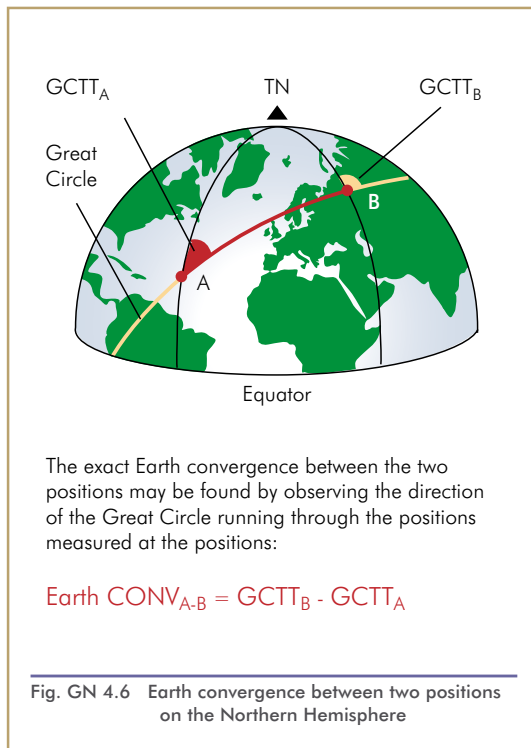 GCTTA
TN
GCTTB
Great
Circle
A
B
Equator
The exact Earth convergence between the two
positions may be found by observing the direction
of the Great Circle running through the positions
measured at the positions:
Earth CONVA-B = GCTTB - GCTTA
Fig. GN 4.6 Earth convergence between two positions
on the Northern Hemisphere